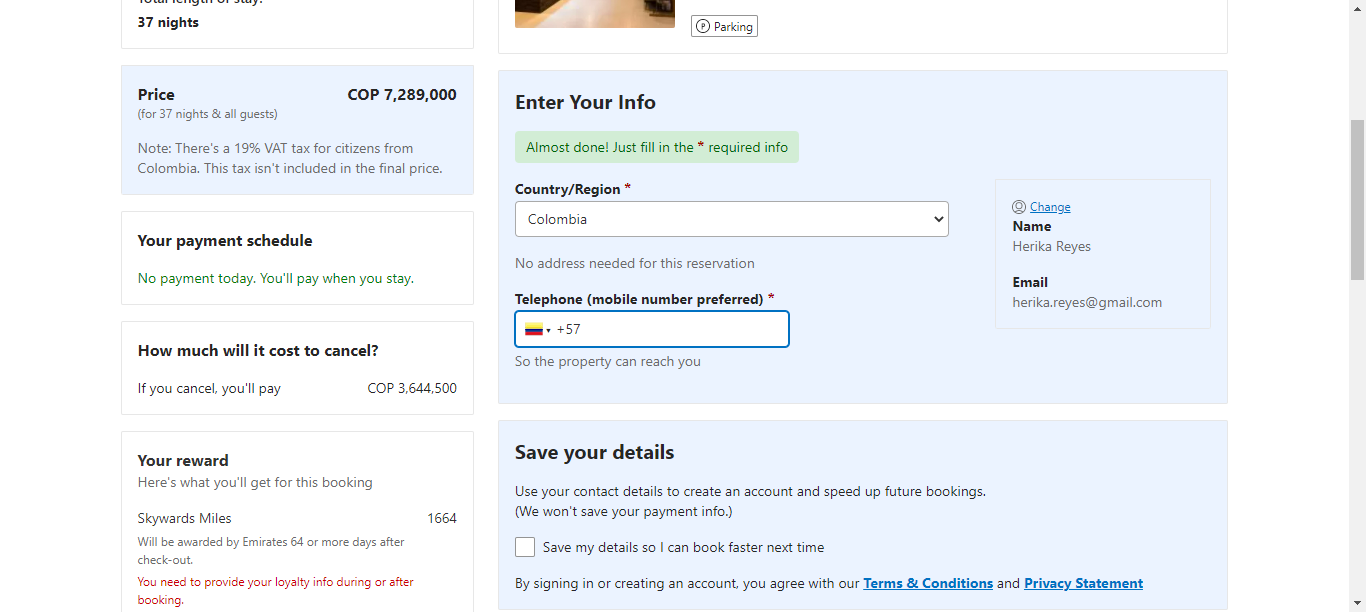 Total length of stay:
37 nights
Price COP 7,289,000
(for 37 nights & all guests)
Note: There's a 19% VAT tax for citizens from
Colombia. This tax isn't included in the final price.
Your payment schedule
No payment today. You'll pay when you stay.
How much will it cost to cancel?
If you cancel, you'll pay COP 3,644,500
Your reward
Here's what you'll get for this booking
Skywards Miles 1664
Will be awarded by Emirates 64 or more days after
check-out.
You need to provide your loyalty info during or after
booking.
P Parking
Enter Your Info
Almost done! Just fill in the * required info
Country/Region *
Colombia
No address needed for this reservation
Telephone (mobile number preferred) *
+57
So the property can reach you
Change
Name
Herika Reyes
Email
herika.reyes@gmail.com
Save your details
Use your contact details to create an account and speed up future bookings.
(We won't save your payment info.)
Save my details so I can book faster next time
By signing in or creating an account, you agree with our Terms & Conditions and Privacy Statement